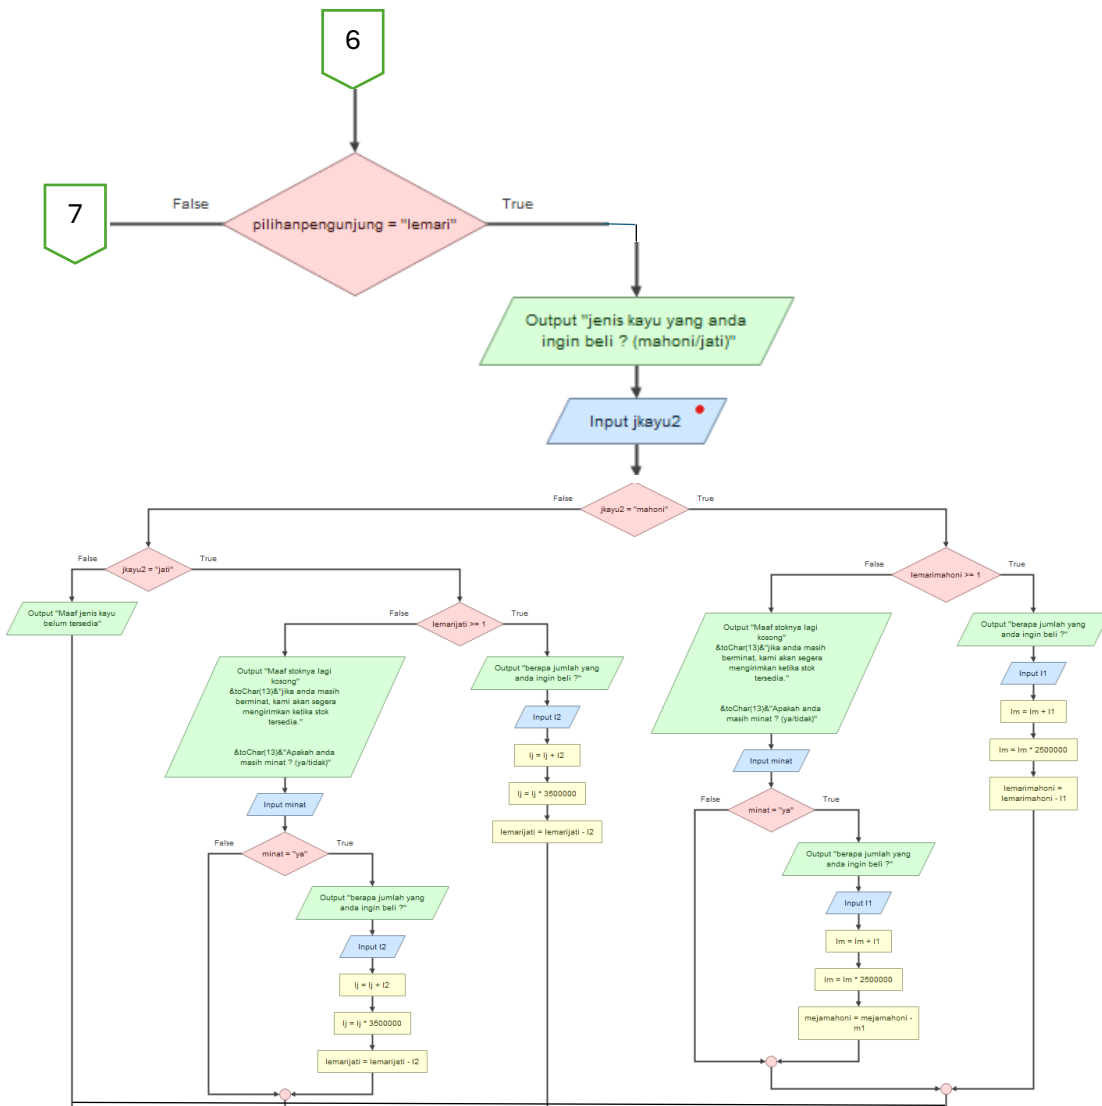 6
7
False
True
pilihanpengunjung = "lemari"
Output "jenis kayu yang anda
ingin beli ? (mahoni/jati)"
Input jkayu2
False
True
jkayu2 = "mahoni"
False
True
jkayu2 = "jati"
Output "Maaf jenis kayu
belum tersedia"
False
True
lemarijati >= 1
Output "Maaf stoknya lagi
kosong"
&toChar(13)&"jika anda masih
berminat, kami akan segera
mengirimkan ketika stok
tersedia."
&toChar(13)&"Apakah anda
masih minat ? (ya/tidak)"
Input minat
False
True
minat = "ya"
Output "berapa jumlah yang
anda ingin beli ?"
Input l2
lj = lj + l2
lj = lj * 3500000
lemarijati = lemarijati - l2
Output "berapa jumlah yang
anda ingin beli ?"
Input l2
lj = lj + l2
lj = lj * 3500000
lemarijati = lemarijati - l2
False
True
lemarimahoni >= 1
Output "Maaf stoknya lagi
kosong"
&toChar(13)&"jika anda masih
berminat, kami akan segera
mengirimkan ketika stok
tersedia."
&toChar(13)&"Apakah anda
masih minat ? (ya/tidak)"
Input minat
False
True
minat = "ya"
Output "berapa jumlah yang
anda ingin beli ?"
Input l1
lm = lm + l1
lm = lm * 2500000
mejamahoni = mejamahoni -
m1
Output "berapa jumlah yang
anda ingin beli ?"
Input l1
lm = lm + l1
lm = lm * 2500000
lemarimahoni =
lemarimahoni - l1